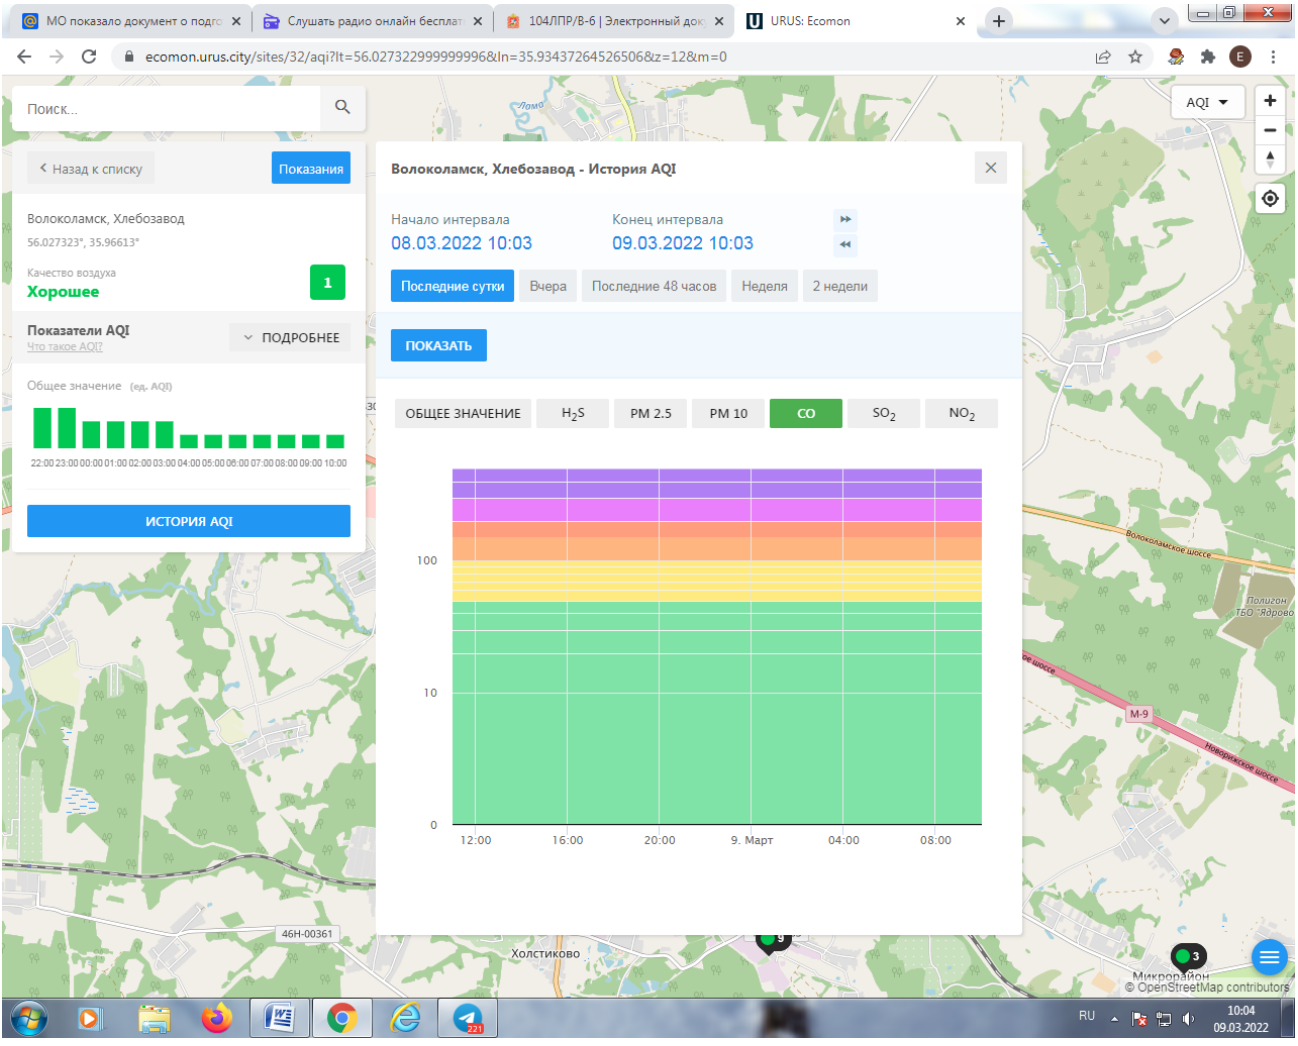 МО показало документ о подго
Слушать радио онлайн бесплат
104ЛПР/В-6 | Электронный док
URUS: Ecomon
ecomon.urus.city/sites/32/aqi?lt=56.027322999999996&ln=35.93437264526506&z=12&m=0
E
Поиск...
AQI
Назад к списку
Показания
Волоколамск, Хлебозавод
56.027323°, 35.96613°
Качество воздуха
Хорошее
1
Показатели AQI
Что такое AQI?
ПОДРОБНЕЕ
Общее значение (ед. AQI)
22:00 23:00 00:00 01:00 02:00 03:00 04:00 05:00 06:00 07:00 08:00 09:00 10:00
ИСТОРИЯ AQI
Волоколамск, Хлебозавод - История AQI
Начало интервала
Конец интервала
08.03.2022 10:03
09.03.2022 10:03
Последние сутки
Вчера
Последние 48 часов
Неделя
2 недели
ПОКАЗАТЬ
ОБЩЕЕ ЗНАЧЕНИЕ
H₂S
PM 2.5
PM 10
CO
SO₂
NO₂
100
10
0
12:00
16:00
20:00
9. Март
04:00
08:00
Лама
Волоколамское шоссе
Полигон
ТБО "Ядрово
ое шоссе
М-9
Новорижское шоссе
46Н-00361
Холстиково
9
3
Микрорайон
© OpenStreetMap contributors
221
RU
10:04
09.03.2022